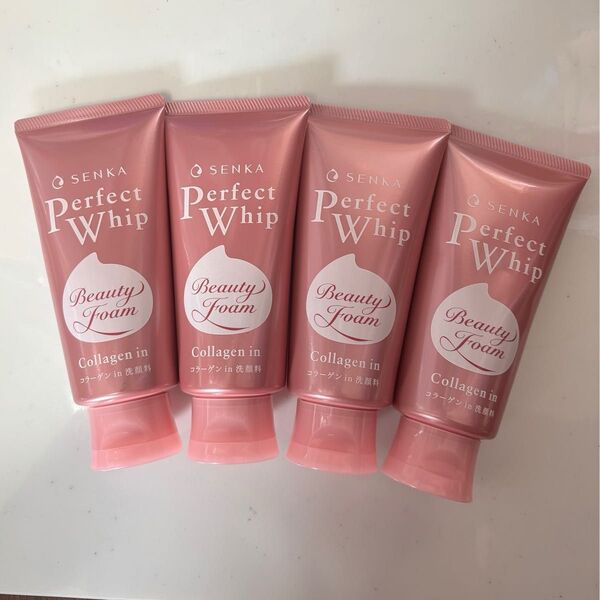 SENKA
Perfect
Whip
Beauty
Foam
Collagen in
コラーゲン in 洗顔料
SENKA
Perfect
Whip
Beauty
Foam
Collagen in
コラーゲン in 洗顔料
SENKA
Perfect
Whip
Beauty
Foam
Collagen in
コラーゲン in 洗顔料
SENKA
Perfect
Whip
Beauty
Foam
Collagen in
コラーゲン in 洗顔料